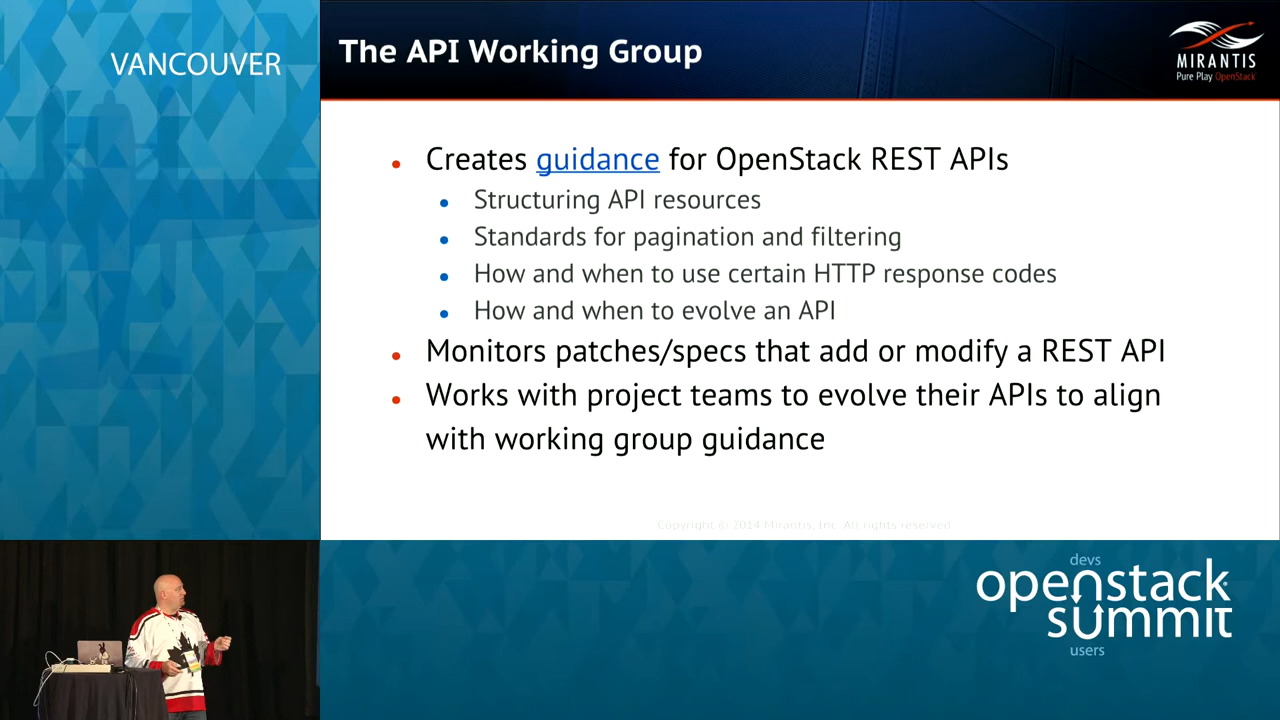 VANCOUVER
The API Working Group
MIRANTIS
Pure Play OpenStack
Creates guidance for OpenStack REST APIs
Structuring API resources
Standards for pagination and filtering
How and when to use certain HTTP response codes
How and when to evolve an API
Monitors patches/specs that add or modify a REST API
Works with project teams to evolve their APIs to align
with working group guidance
Copyright © 2014 Mirantis, Inc. All rights reserved
devs
openstack
summit
users